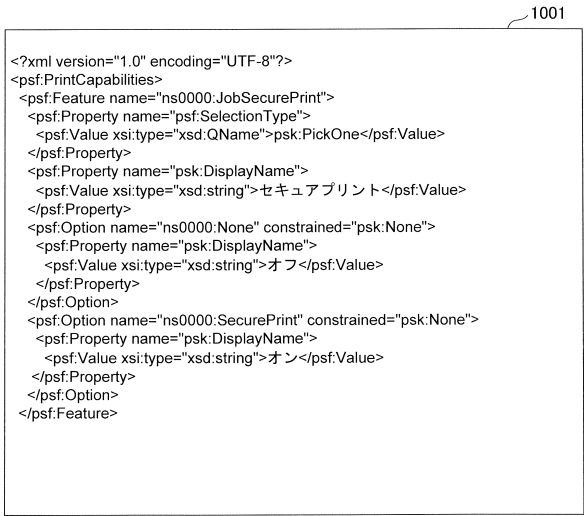 1001
<?xml version="1.0" encoding="UTF-8"?>
<psf:PrintCapabilities>
<psf:Feature name="ns0000:JobSecurePrint">
<psf:Property name="psf:SelectionType">
<psf:Value xsi:type="xsd:QName">psk:PickOne</psf:Value>
</psf:Property>
<psf:Property name="psk:DisplayName">
<psf:Value xsi:type="xsd:string">セキュアプリント</psf:Value>
</psf:Property>
<psf:Option name="ns0000:None" constrained="psk:None">
<psf:Property name="psk:DisplayName">
<psf:Value xsi:type="xsd:string">オフ</psf:Value>
</psf:Property>
</psf:Option>
<psf:Option name="ns0000:SecurePrint" constrained="psk:None">
<psf:Property name="psk:DisplayName">
<psf:Value xsi:type="xsd:string">オン</psf:Value>
</psf:Property>
</psf:Option>
</psf:Feature>